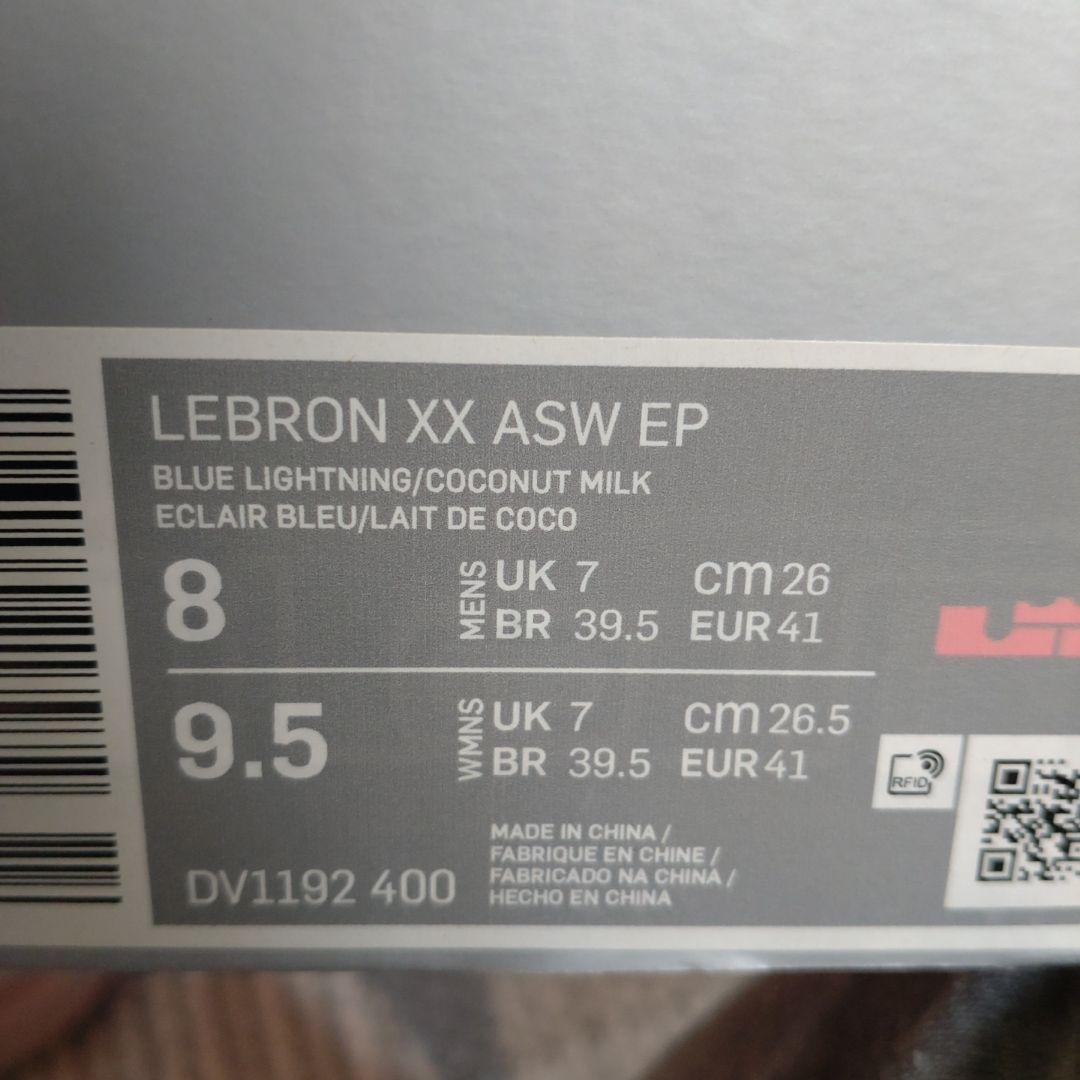 LEBRON XX ASW EP
BLUE LIGHTNING/COCONUT MILK
ECLAIR BLEU/LAIT DE COCO
8
MENS
UK 7 cm 26
BR 39.5 EUR 41
9.5
WMNS
UK 7 cm 26.5
BR 39.5 EUR 41
RFID
DV1192 400
MADE IN CHINA /
FABRIQUE EN CHINE /
FABRICADO NA CHINA /
HECHO EN CHINA